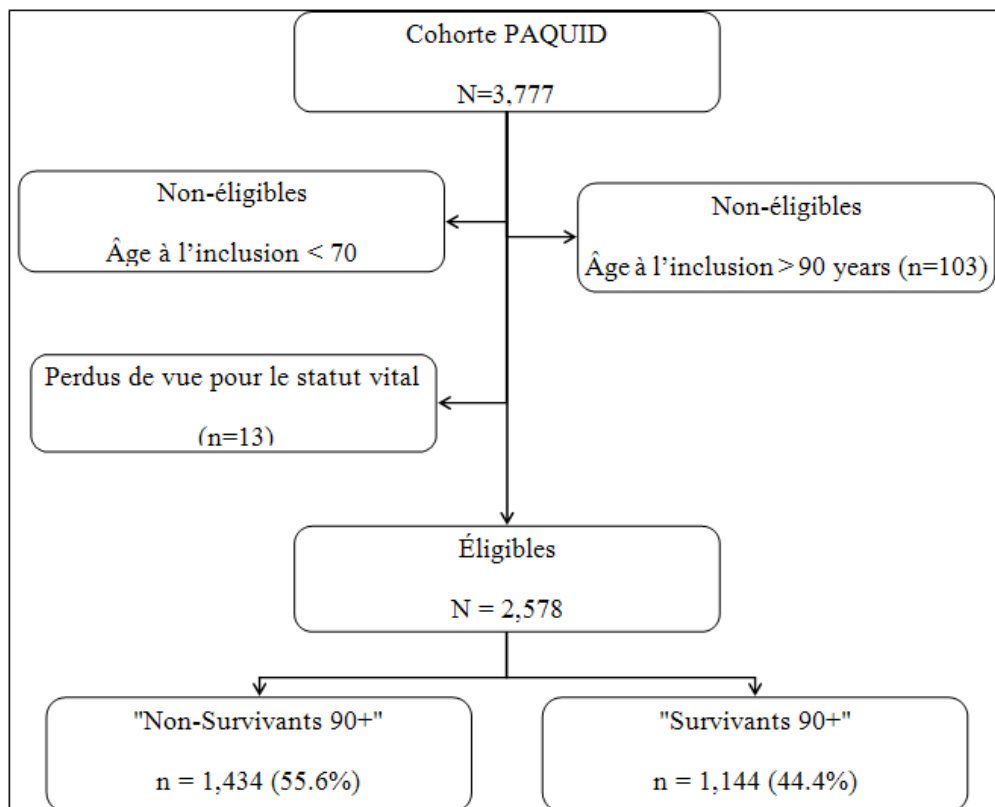 Cohorte PAQUID
N=3,777
Non-éligibles
Âge à l’inclusion < 70
Non-éligibles
Âge à l’inclusion > 90 years (n=103)
Perdus de vue pour le statut vital
(n=13)
Éligibles
N = 2,578
"Non-Survivants 90+"
n = 1,434 (55.6%)
"Survivants 90+"
n = 1,144 (44.4%)